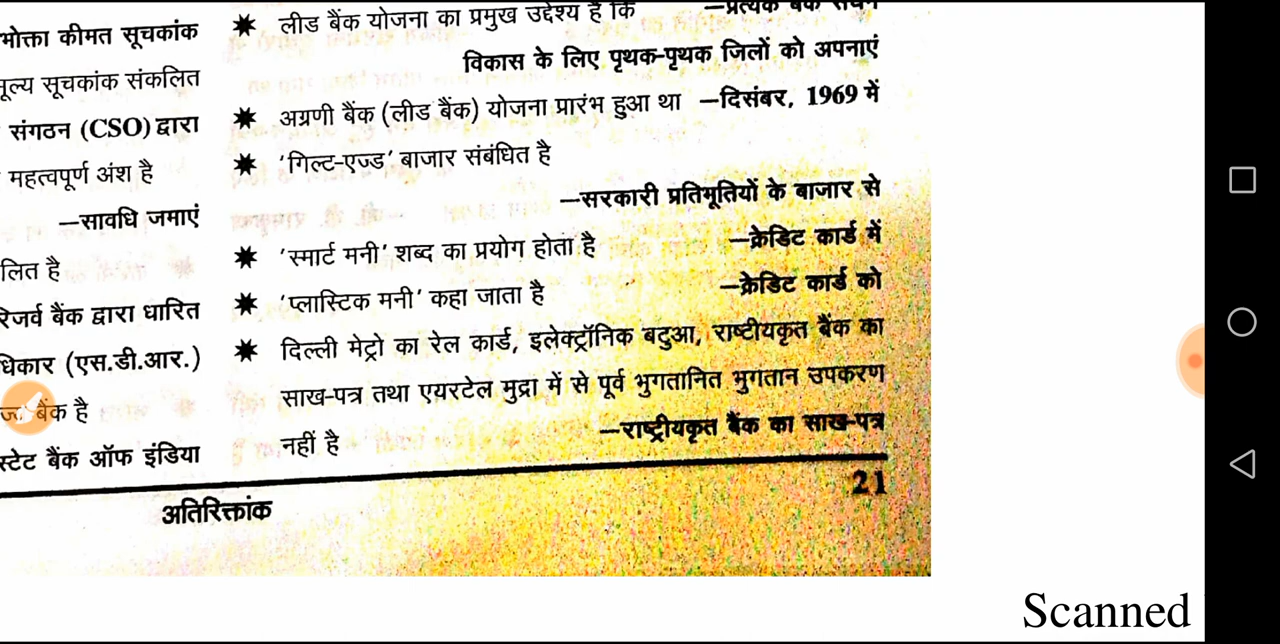 भोक्ता कीमत सूचकांक
मूल्य सूचकांक संकलित
संगठन (CSO) द्वारा
महत्वपूर्ण अंश है
—सावधि जमाएं
लित है
रिजर्व बैंक द्वारा धारित
धिकार (एस.डी.आर.)
बैंक है
स्टेट बैंक ऑफ इंडिया
✷ लीड बैंक योजना का प्रमुख उद्देश्य है कि —प्रत्येक बैंक सघन
विकास के लिए पृथक-पृथक जिलों को अपनाएं
✷ अग्रणी बैंक (लीड बैंक) योजना प्रारंभ हुआ था —दिसंबर, 1969 में
✷ 'गिल्ट-एज्ड' बाजार संबंधित है
—सरकारी प्रतिमूतियों के बाजार से
✷ 'स्मार्ट मनी' शब्द का प्रयोग होता है —क्रेडिट कार्ड में
✷ 'प्लास्टिक मनी' कहा जाता है —क्रेडिट कार्ड को
✷ दिल्ली मेट्रो का रेल कार्ड, इलेक्ट्रॉनिक बटुआ, राष्टीयकृत बैंक का
साख-पत्र तथा एयरटेल मुद्रा में से पूर्व भुगतानित भुगतान उपकरण
नहीं है —राष्ट्रीयकृत बैंक का साख-पत्र
अतिरिक्तांक 21
Scanned